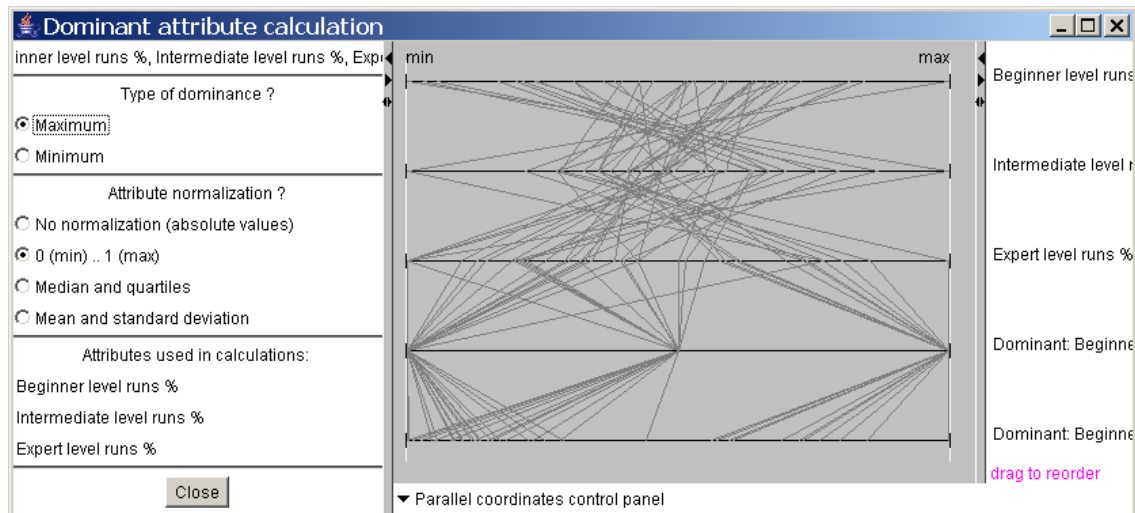 Dominant attribute calculation
inner level runs %, Intermediate level runs %, Expe
Type of dominance ?
Maximum
Minimum
Attribute normalization ?
No normalization (absolute values)
0 (min) .. 1 (max)
Median and quartiles
Mean and standard deviation
Attributes used in calculations:
Beginner level runs %
Intermediate level runs %
Expert level runs %
Close
min max
Beginner level runs
Intermediate level r
Expert level runs %
Dominant: Beginne
Dominant: Beginne
drag to reorder
Parallel coordinates control panel